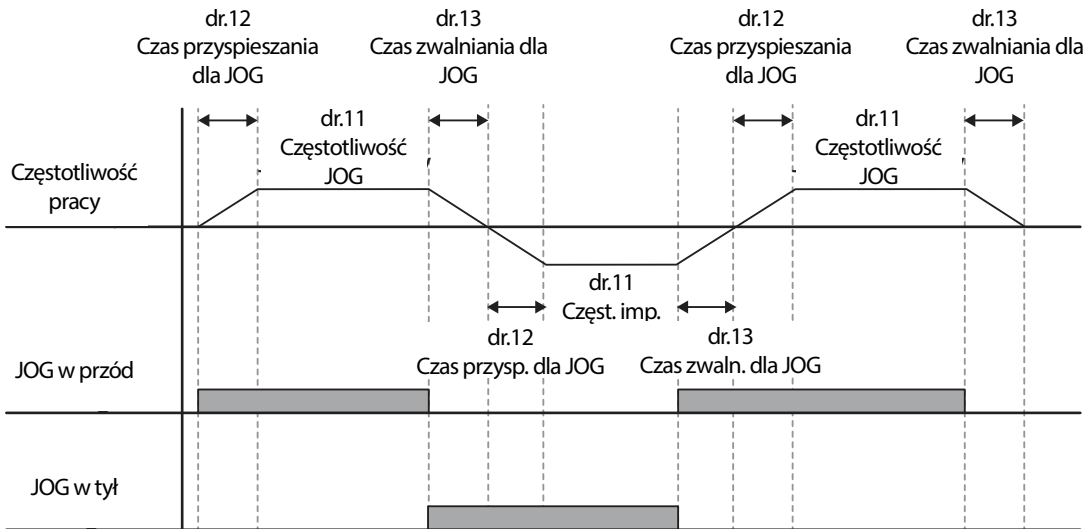 dr.12
Czas przyspieszania
dla JOG
dr.13
Czas zwalniania dla
JOG
dr.12
Czas przyspieszania
dla JOG
dr.13
Czas zwalniania dla
JOG
dr.11
Częstotliwość
JOG
dr.11
Częstotliwość
JOG
Częstotliwość
pracy
dr.11
Częst. imp.
dr.12
Czas przysp. dla JOG
dr.13
Czas zwaln. dla JOG
JOG w przód
JOG w tył